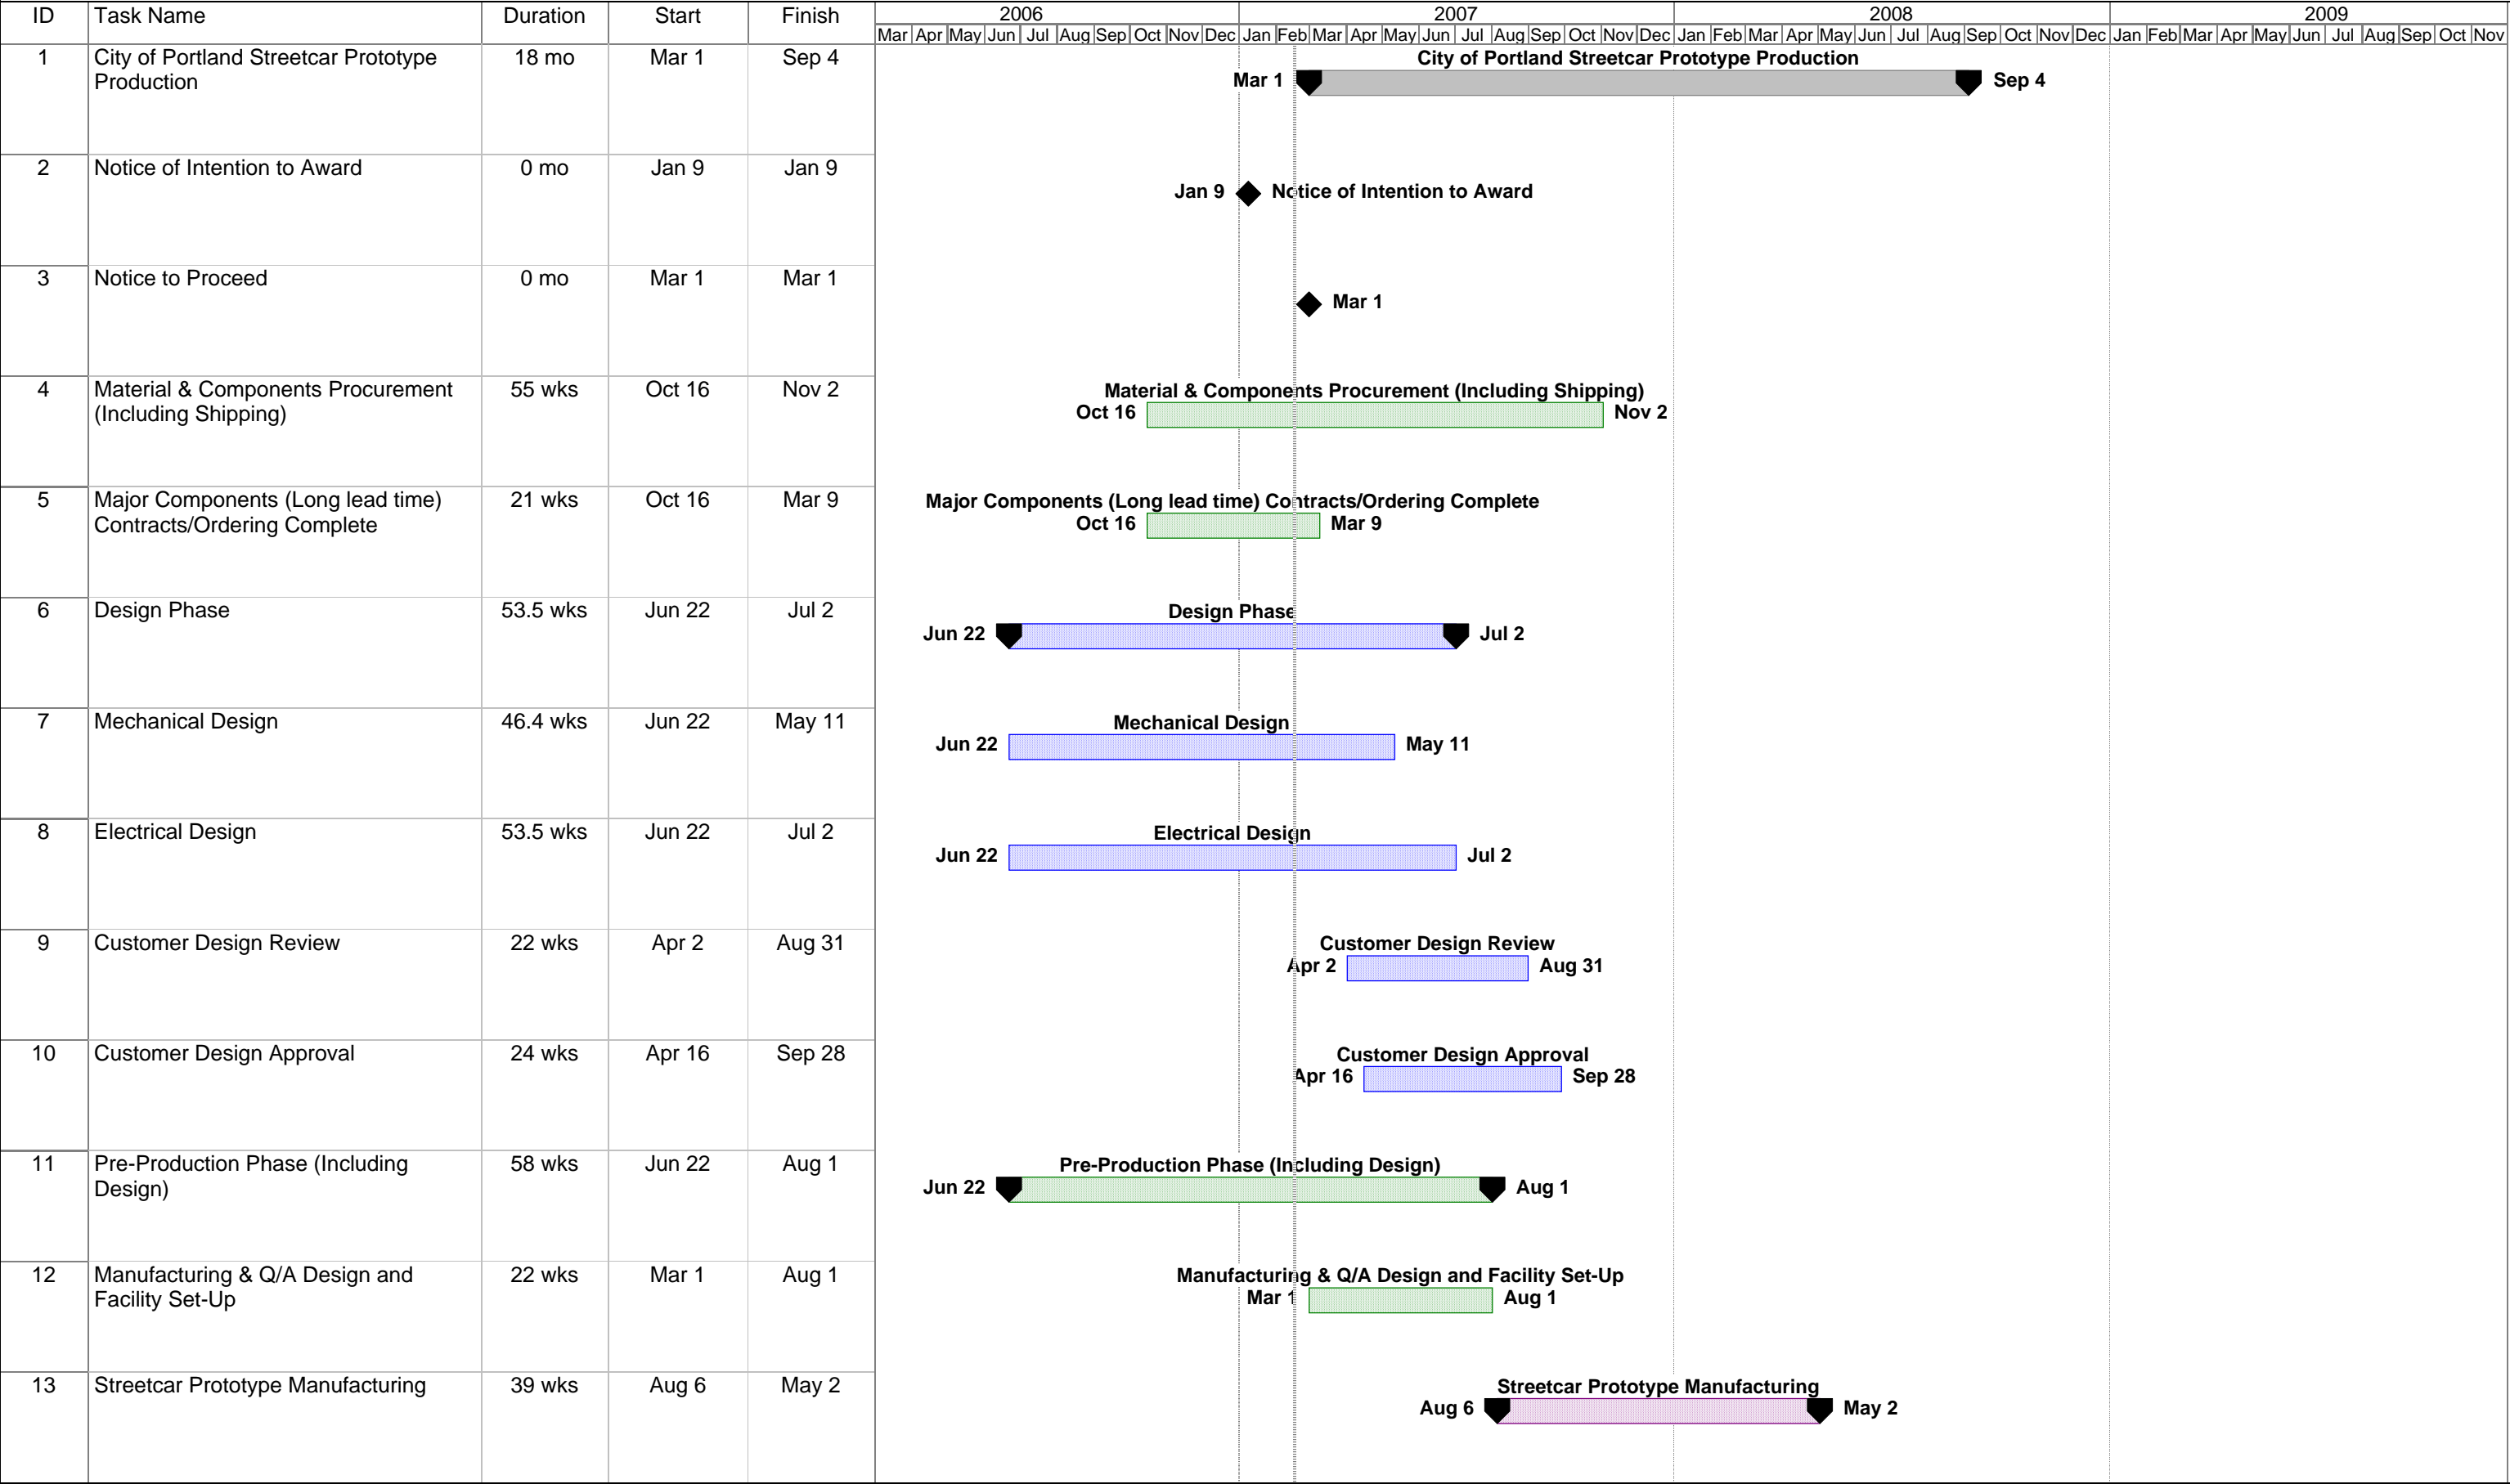 ID Task Name Duration Start Finish 2006 2007 2008 2009
Mar Apr May Jun Jul Aug Sep Oct Nov Dec Jan Feb Mar Apr May Jun Jul Aug Sep Oct Nov Dec Jan Feb Mar Apr May Jun Jul Aug Sep Oct Nov Dec Jan Feb Mar Apr May Jun Jul Aug Sep Oct Nov
1 City of Portland Streetcar Prototype 18 mo Mar 1 Sep 4
Production
City of Portland Streetcar Prototype Production
Mar 1 Sep 4
2 Notice of Intention to Award 0 mo Jan 9 Jan 9
Jan 9 Notice of Intention to Award
3 Notice to Proceed 0 mo Mar 1 Mar 1
Mar 1
4 Material & Components Procurement 55 wks Oct 16 Nov 2
(Including Shipping)
Material & Components Procurement (Including Shipping)
Oct 16 Nov 2
5 Major Components (Long lead time) 21 wks Oct 16 Mar 9
Contracts/Ordering Complete
Major Components (Long lead time) Contracts/Ordering Complete
Oct 16 Mar 9
6 Design Phase 53.5 wks Jun 22 Jul 2
Design Phase
Jun 22 Jul 2
7 Mechanical Design 46.4 wks Jun 22 May 11
Mechanical Design
Jun 22 May 11
8 Electrical Design 53.5 wks Jun 22 Jul 2
Electrical Design
Jun 22 Jul 2
9 Customer Design Review 22 wks Apr 2 Aug 31
Customer Design Review
Apr 2 Aug 31
10 Customer Design Approval 24 wks Apr 16 Sep 28
Customer Design Approval
Apr 16 Sep 28
11 Pre-Production Phase (Including 58 wks Jun 22 Aug 1
Design)
Pre-Production Phase (Including Design)
Jun 22 Aug 1
12 Manufacturing & Q/A Design and 22 wks Mar 1 Aug 1
Facility Set-Up
Manufacturing & Q/A Design and Facility Set-Up
Mar 1 Aug 1
13 Streetcar Prototype Manufacturing 39 wks Aug 6 May 2
Streetcar Prototype Manufacturing
Aug 6 May 2